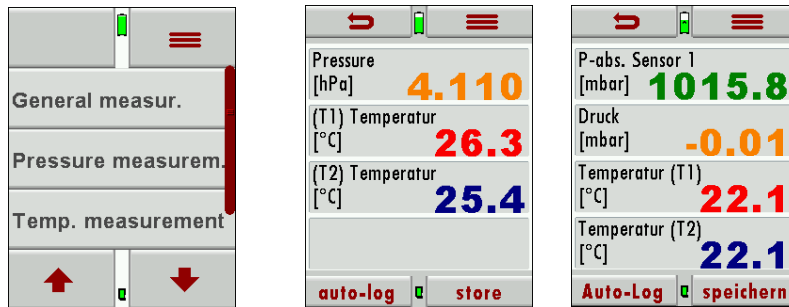 General measur.
Pressure measurem.
Temp. measurement
Pressure
[hPa] 4.110
(T1) Temperatur
[°C] 26.3
(T2) Temperatur
[°C] 25.4
auto-log store
P-abs. Sensor 1
[mbar] 1015.8
Druck
[mbar] -0.01
Temperatur (T1)
[°C] 22.1
Temperatur (T2)
[°C] 22.1
Auto-Log speichern